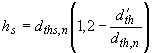 h_s = d_{ths,n} (1,2 − d'_{th} / d_{th,n})